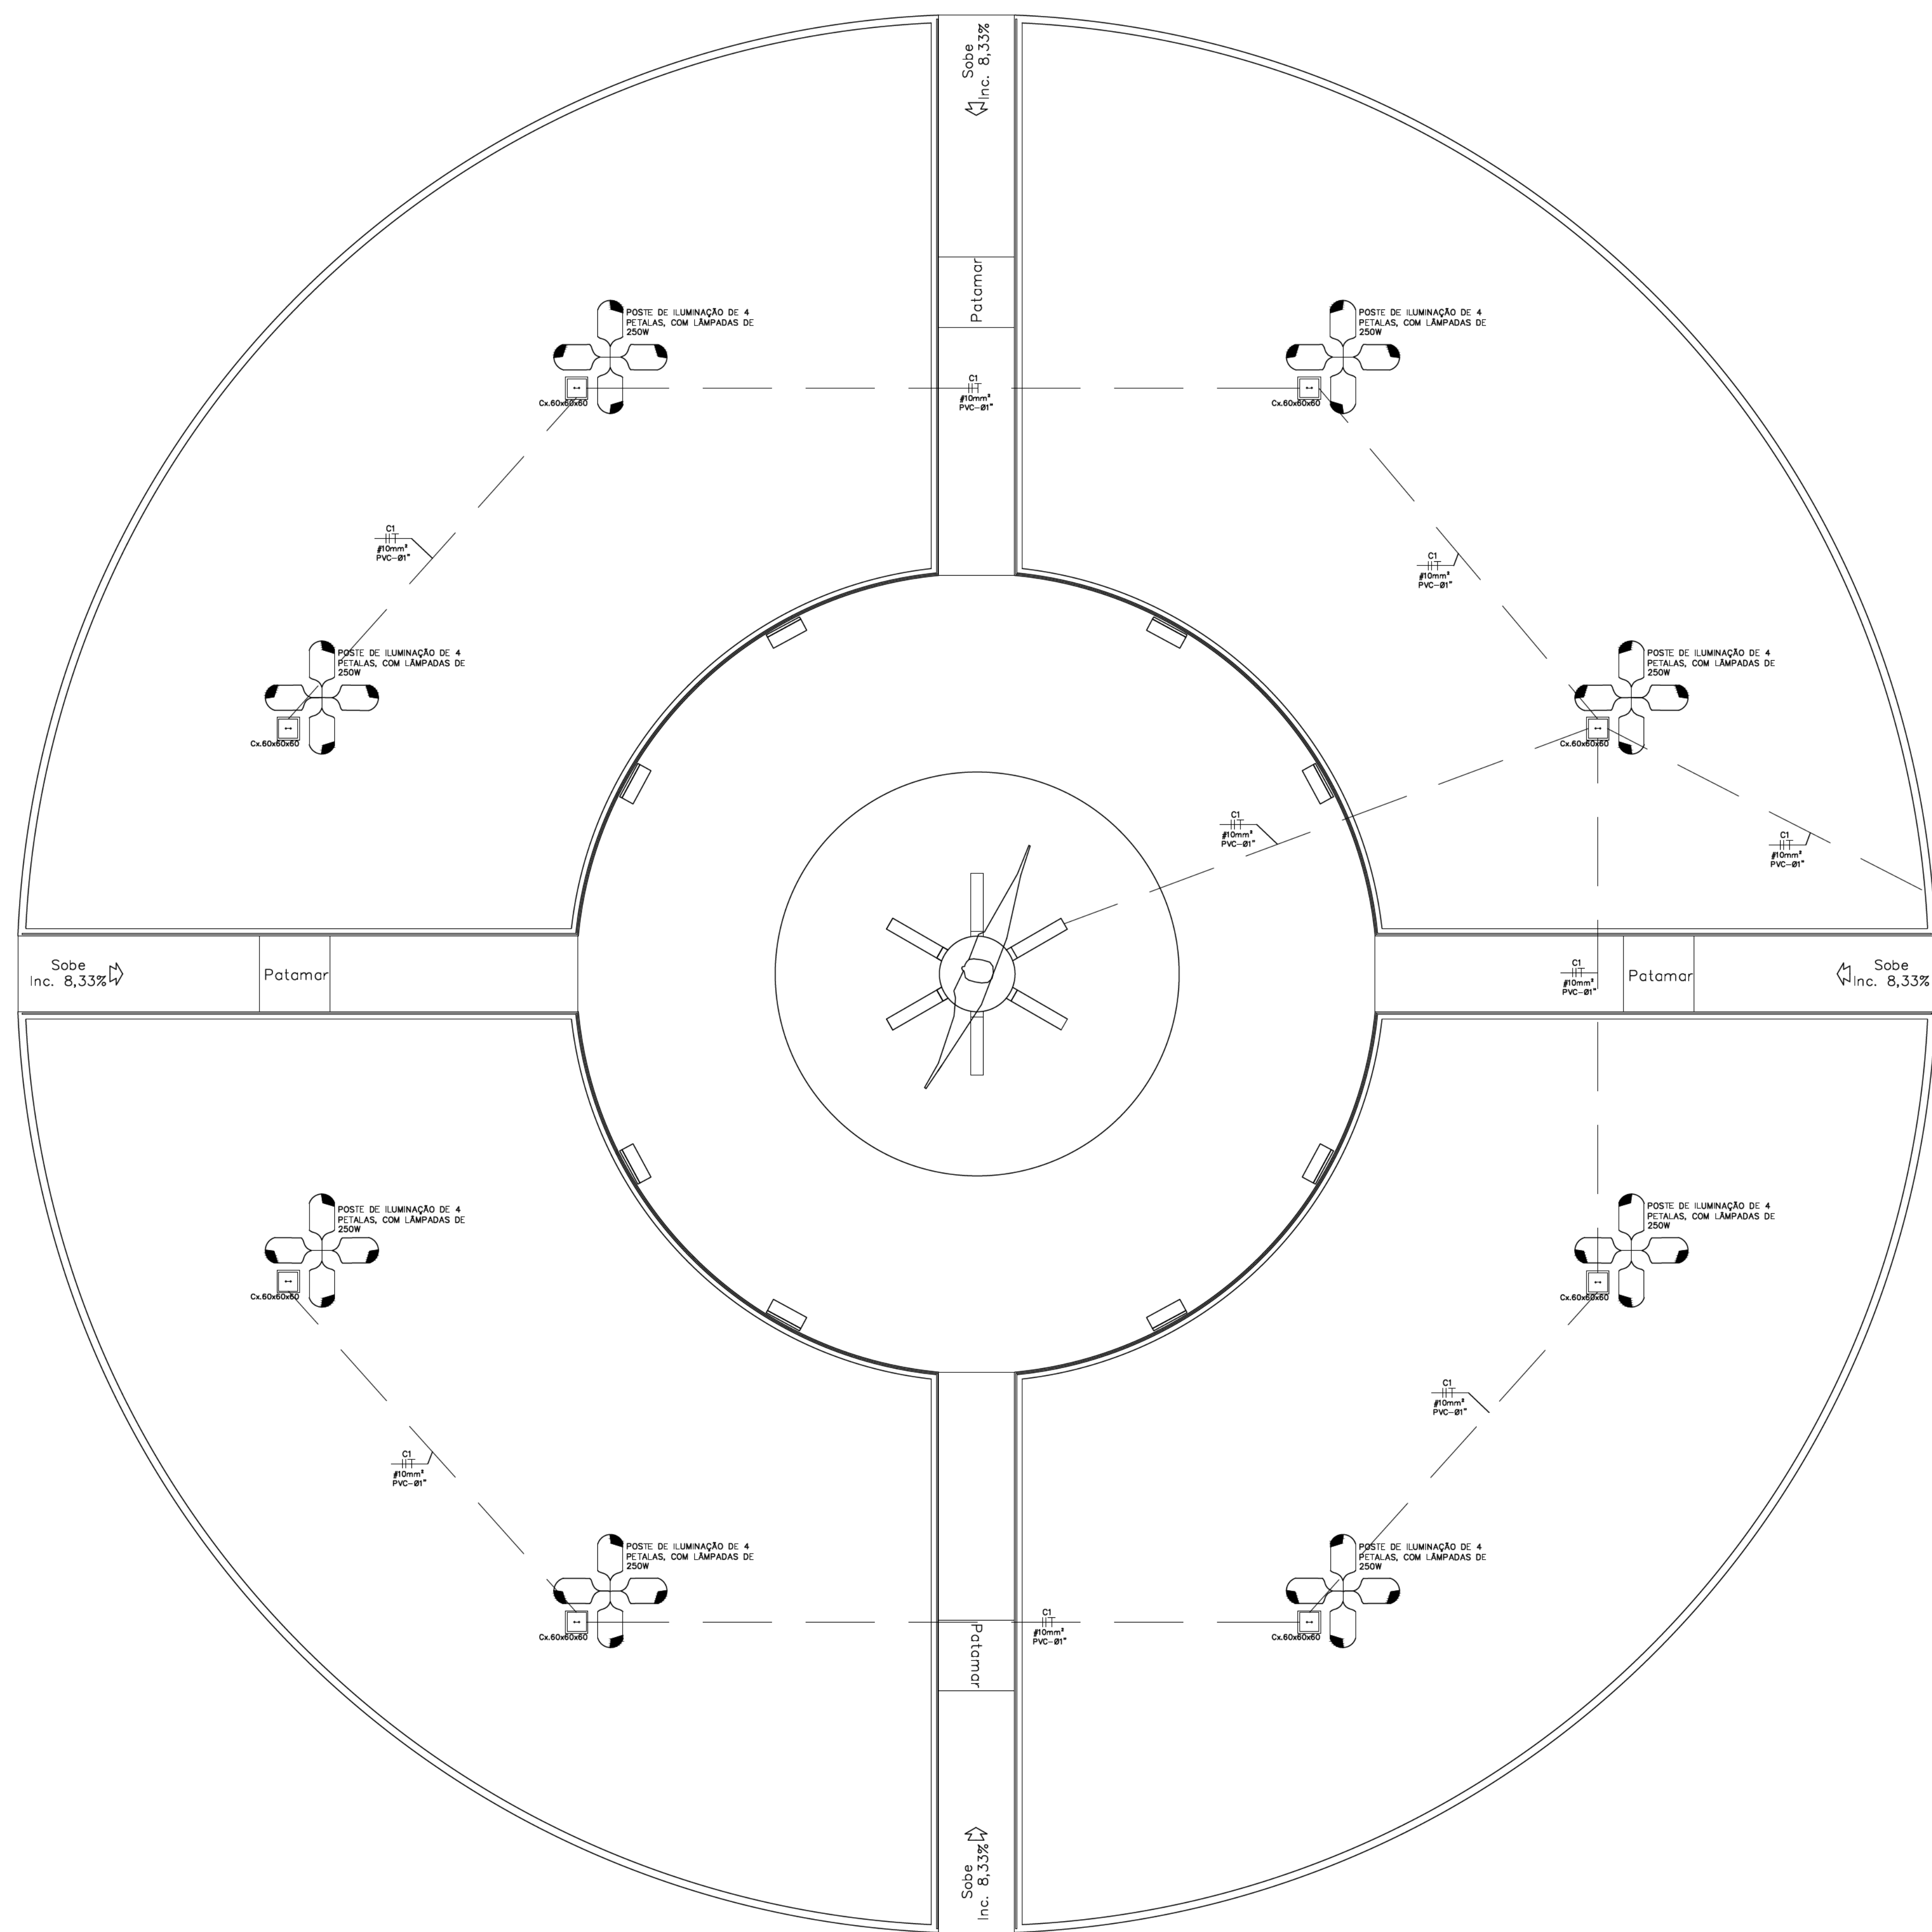 Sobe
Inc. 8,33%
Patamar
POSTE DE ILUMINAÇÃO DE 4
PETALAS, COM LÂMPADAS DE
250W
Cx.60x60x60
POSTE DE ILUMINAÇÃO DE 4
PETALAS, COM LÂMPADAS DE
250W
Cx.60x60x60
C1
#10mm²
PVC-Ø1"
C1
#10mm²
PVC-Ø1"
C1
#10mm²
PVC-Ø1"
POSTE DE ILUMINAÇÃO DE 4
PETALAS, COM LÂMPADAS DE
250W
Cx.60x60x60
POSTE DE ILUMINAÇÃO DE 4
PETALAS, COM LÂMPADAS DE
250W
Cx.60x60x60
C1
#10mm²
PVC-Ø1"
C1
#10mm²
PVC-Ø1"
Sobe
Inc. 8,33%
Patamar
C1
#10mm²
PVC-Ø1"
Patamar
Sobe
Inc. 8,33%
POSTE DE ILUMINAÇÃO DE 4
PETALAS, COM LÂMPADAS DE
250W
Cx.60x60x60
POSTE DE ILUMINAÇÃO DE 4
PETALAS, COM LÂMPADAS DE
250W
Cx.60x60x60
C1
#10mm²
PVC-Ø1"
C1
#10mm²
PVC-Ø1"
POSTE DE ILUMINAÇÃO DE 4
PETALAS, COM LÂMPADAS DE
250W
Cx.60x60x60
POSTE DE ILUMINAÇÃO DE 4
PETALAS, COM LÂMPADAS DE
250W
Cx.60x60x60
C1
#10mm²
PVC-Ø1"
Patamar
Sobe
Inc. 8,33%